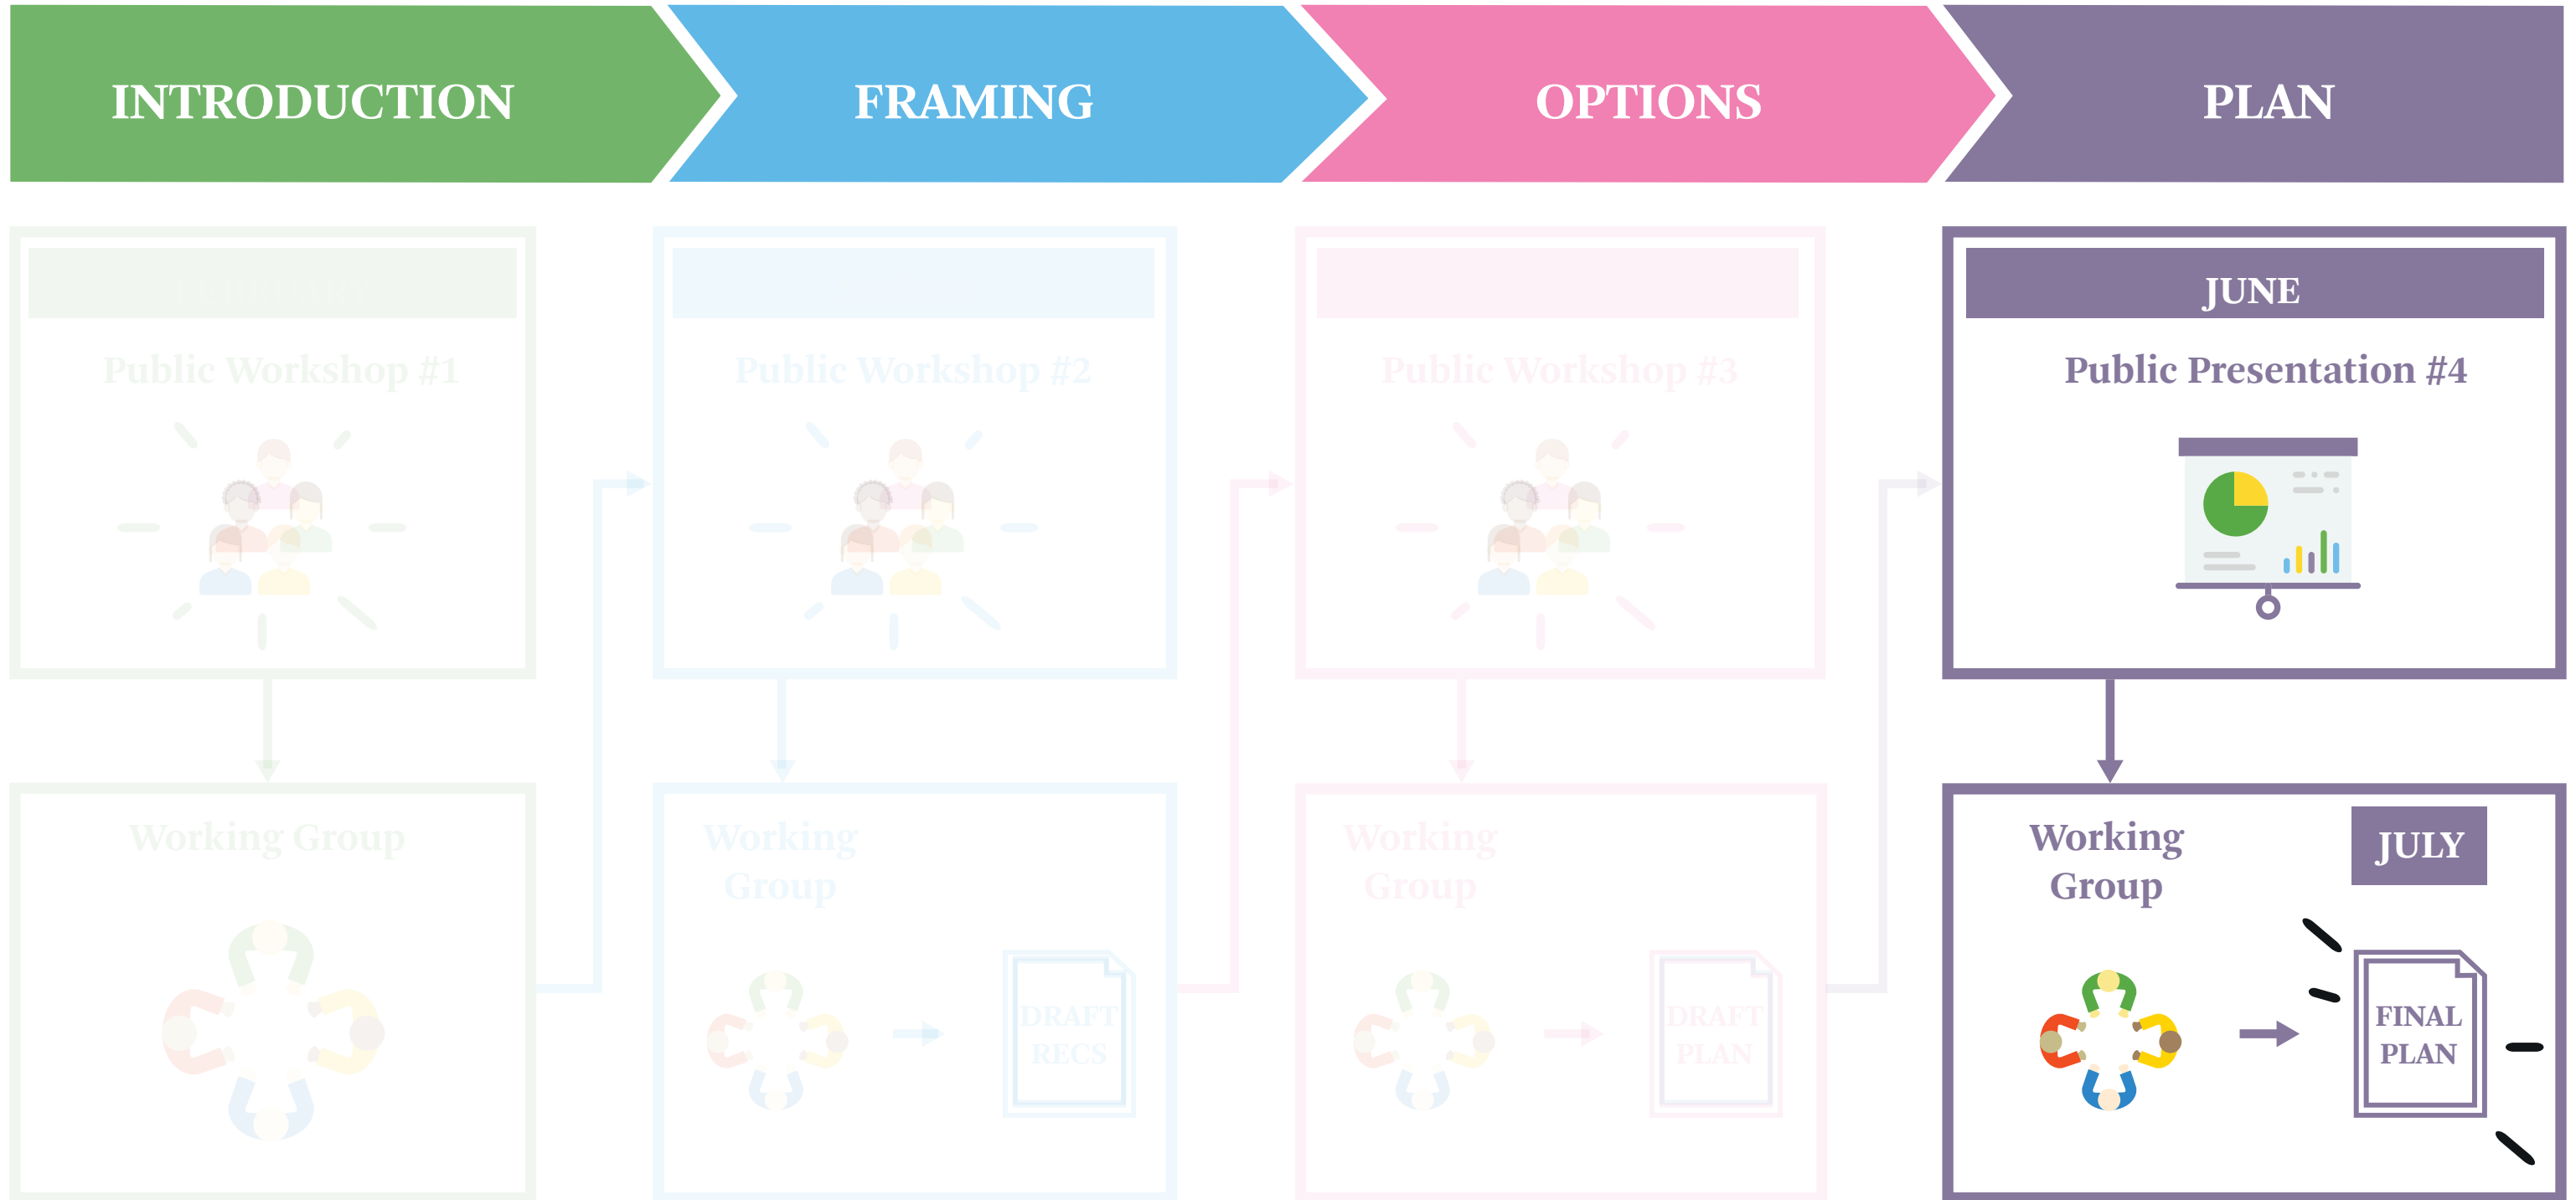 INTRODUCTION
FRAMING
OPTIONS
PLAN
Public Workshop #1
Public Workshop #2
Public Workshop #3
JUNE
Public Presentation #4
Working Group
Working
Group
DRAFT
RECS
Working
Group
DRAFT
PLAN
Working
Group
JULY
FINAL
PLAN